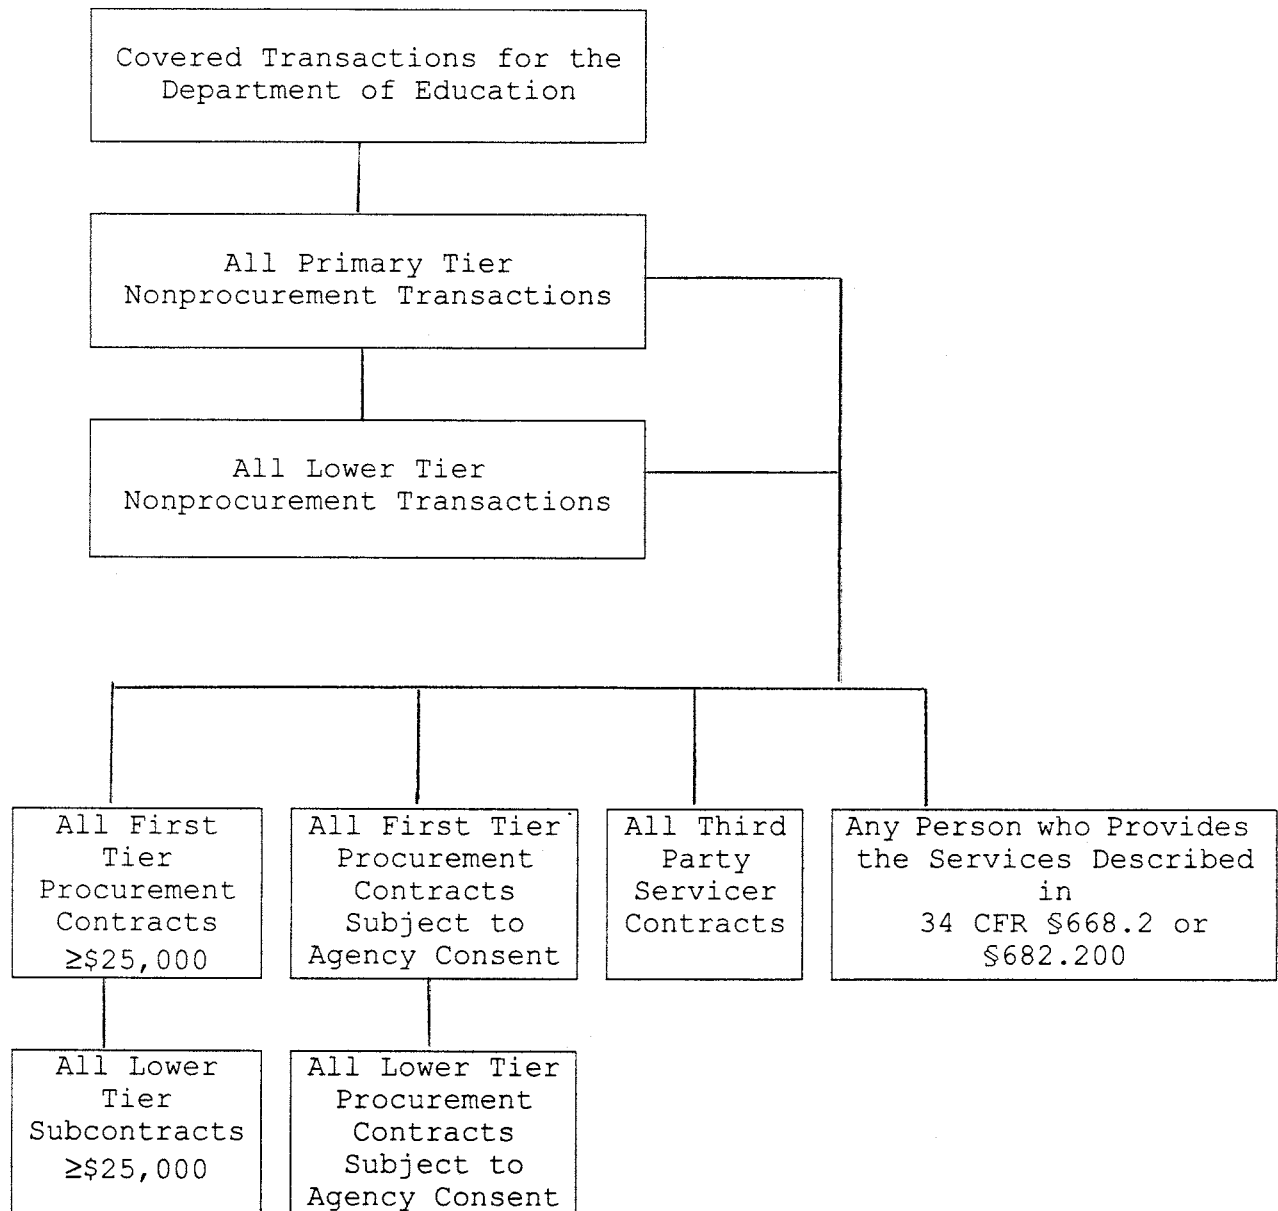 Covered Transactions for the
Department of Education
All Primary Tier
Nonprocurement Transactions
All Lower Tier
Nonprocurement Transactions
All First
Tier
Procurement
Contracts
≥$25,000
All First Tier
Procurement
Contracts
Subject to
Agency Consent
All Third
Party
Servicer
Contracts
Any Person who Provides
the Services Described
in
34 CFR §668.2 or
§682.200
All Lower
Tier
Subcontracts
≥$25,000
All Lower Tier
Procurement
Contracts
Subject to
Agency Consent